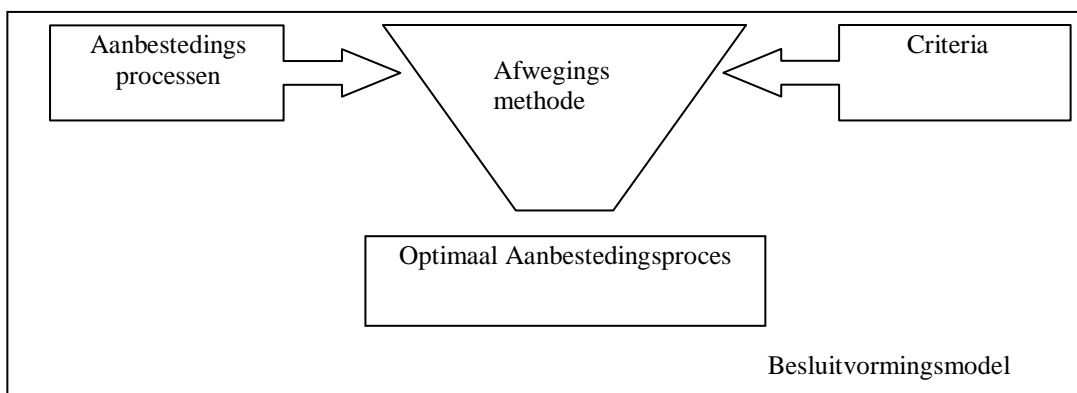 Aanbestedings
processen
Afwegings
methode
Criteria
Optimaal Aanbestedingsproces
Besluitvormingsmodel